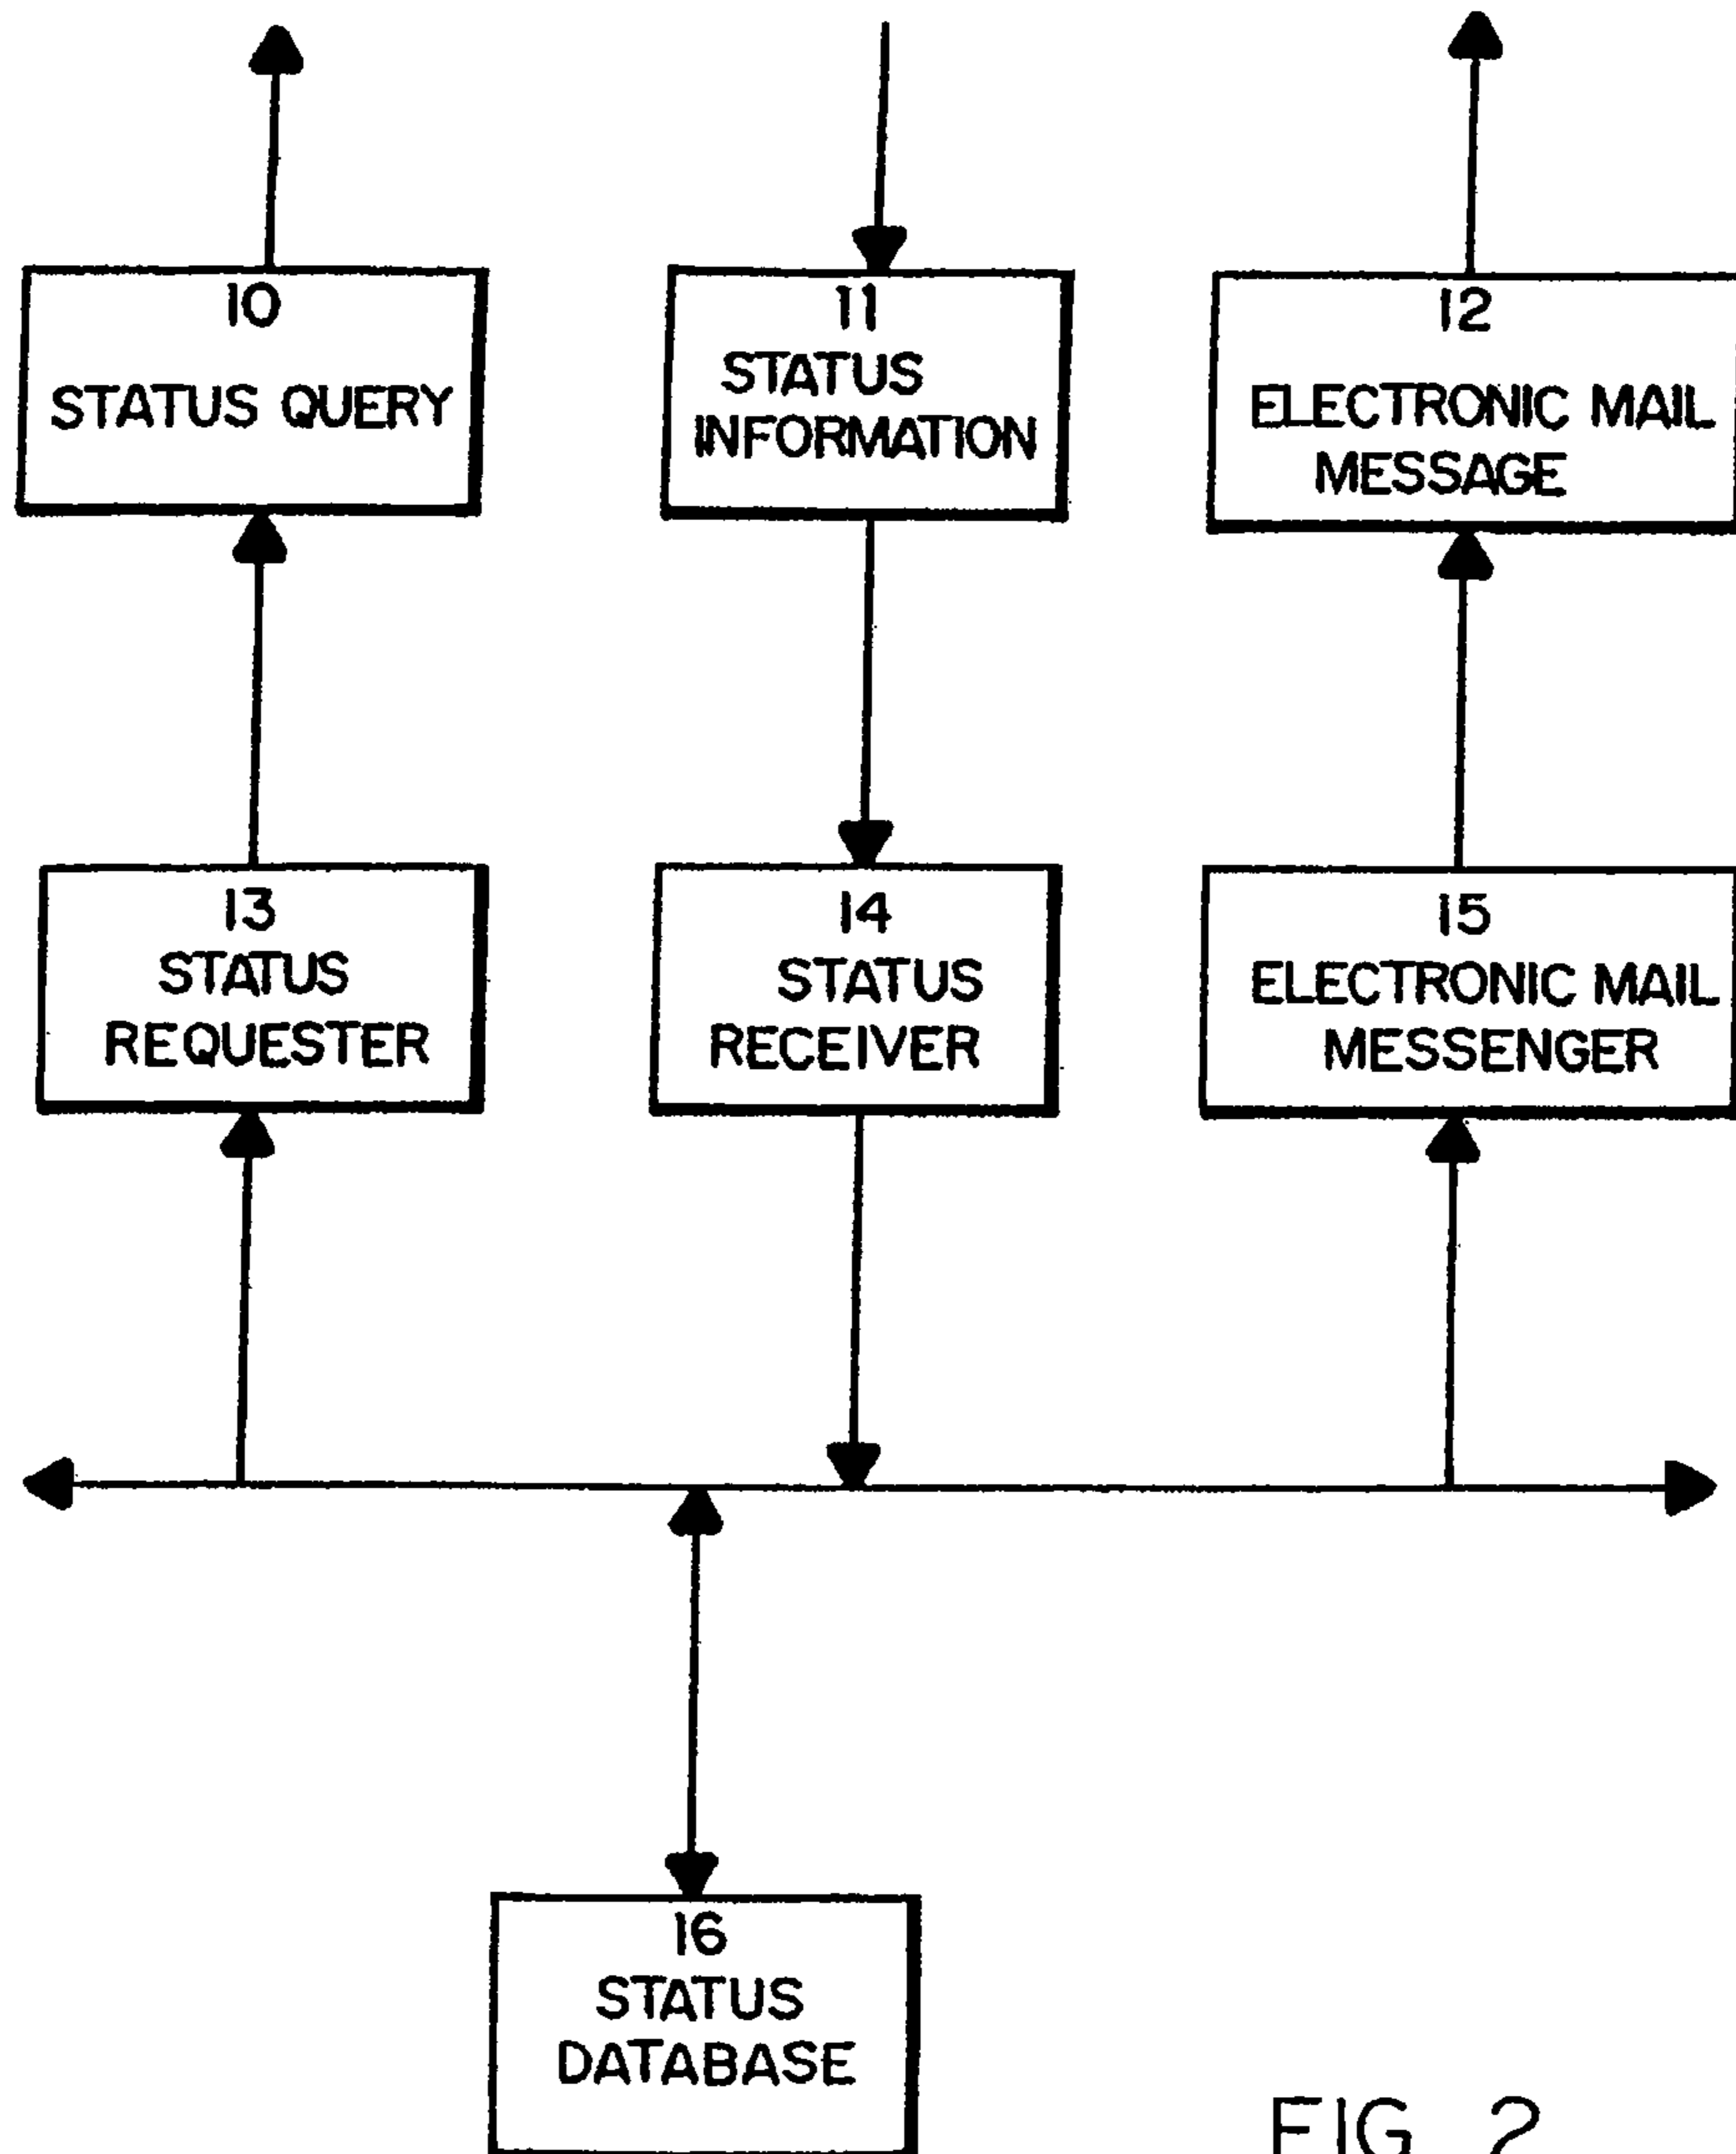 10
STATUS QUERY
11
STATUS
INFORMATION
12
ELECTRONIC MAIL
MESSAGE
13
STATUS
REQUESTER
14
STATUS
RECEIVER
15
ELECTRONIC MAIL
MESSENGER
16
STATUS
DATABASE
FIG. 2